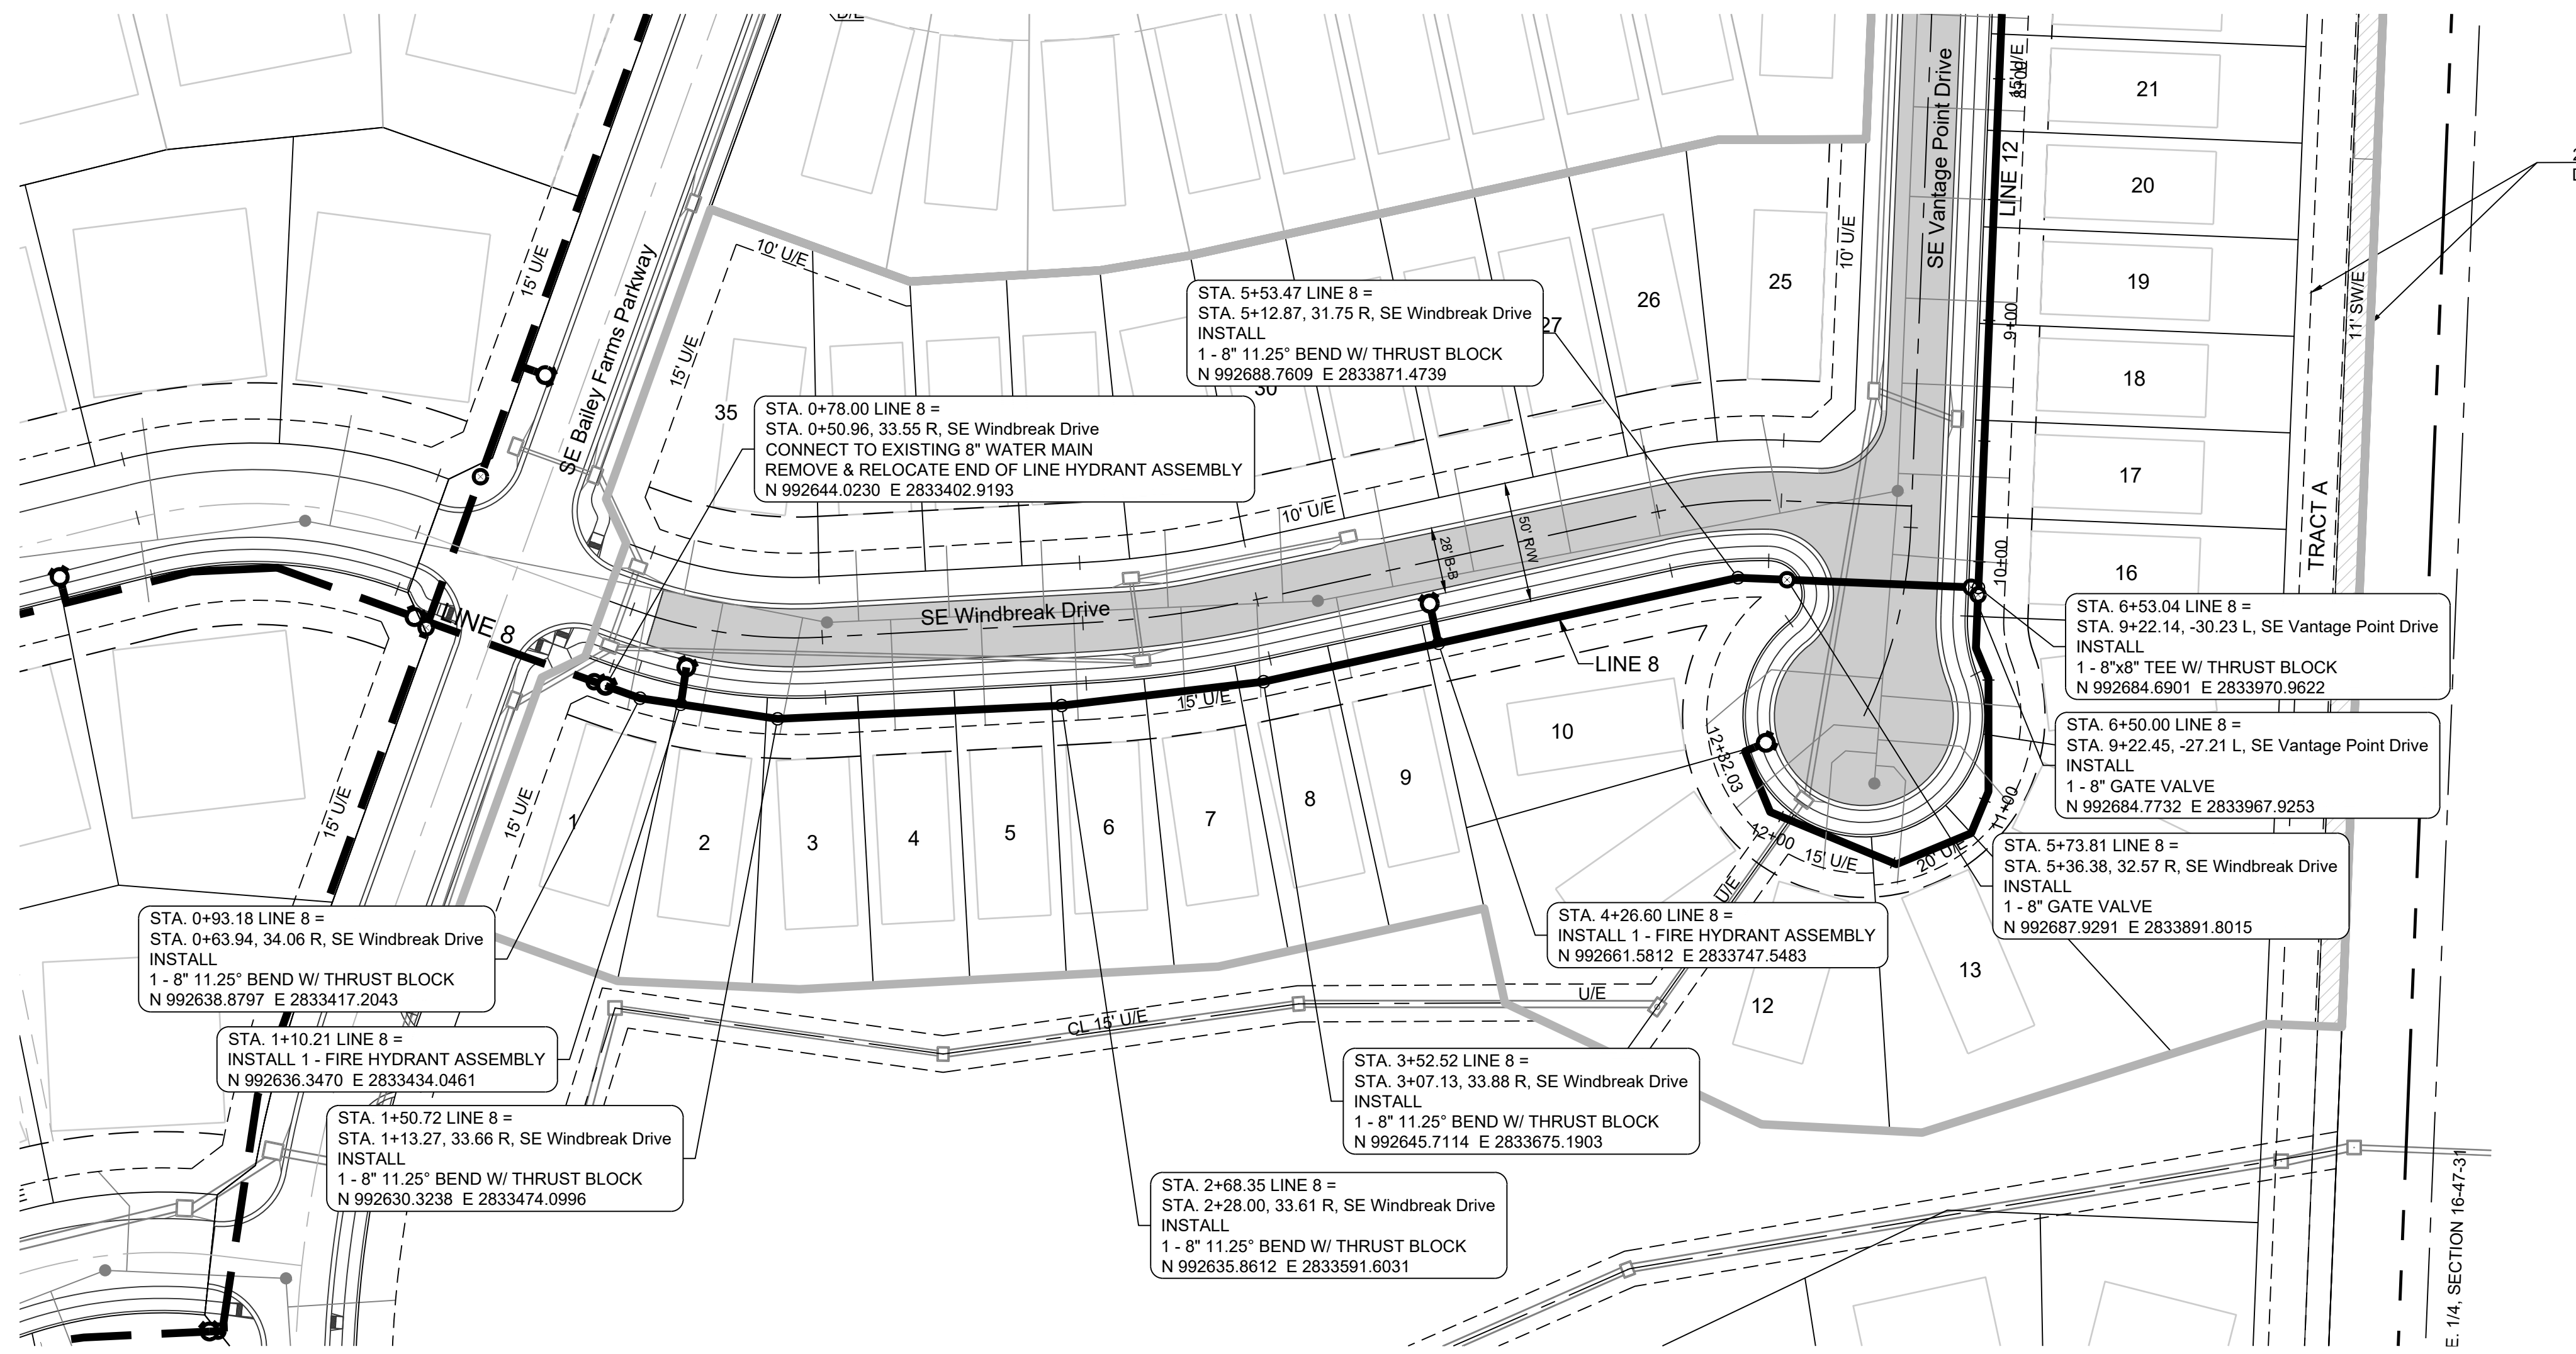 D/E
15' U/E
SE Bailey Farms Parkway
15' U/E
10' U/E
15' U/E
35
STA. 0+78.00 LINE 8 =
STA. 0+50.96, 33.55 R, SE Windbreak Drive
CONNECT TO EXISTING 8" WATER MAIN
REMOVE & RELOCATE END OF LINE HYDRANT ASSEMBLY
N 992644.0230 E 2833402.9193
STA. 5+53.47 LINE 8 =
STA. 5+12.87, 31.75 R, SE Windbreak Drive
INSTALL
1 - 8" 11.25° BEND W/ THRUST BLOCK
N 992688.7609 E 2833871.4739
30
27
26
25
10' U/E
SE Vantage Point Drive
15' U/E
LINE 12
9+00
10+00
21
20
19
18
17
16
TRACT A
11' SW/E
10' U/E
28' B-B
50' R/W
SE Windbreak Drive
LINE 8
LINE 8
15' U/E
15' U/E
1
2
3
4
5
6
7
8
9
10
12
13
12+32.03
12+00
11+00
15' U/E
20' U/E
U/E
U/E
CL 15' U/E
STA. 6+53.04 LINE 8 =
STA. 9+22.14, -30.23 L, SE Vantage Point Drive
INSTALL
1 - 8"x8" TEE W/ THRUST BLOCK
N 992684.6901 E 2833970.9622
STA. 6+50.00 LINE 8 =
STA. 9+22.45, -27.21 L, SE Vantage Point Drive
INSTALL
1 - 8" GATE VALVE
N 992684.7732 E 2833967.9253
STA. 5+73.81 LINE 8 =
STA. 5+36.38, 32.57 R, SE Windbreak Drive
INSTALL
1 - 8" GATE VALVE
N 992687.9291 E 2833891.8015
STA. 4+26.60 LINE 8 =
INSTALL 1 - FIRE HYDRANT ASSEMBLY
N 992661.5812 E 2833747.5483
STA. 0+93.18 LINE 8 =
STA. 0+63.94, 34.06 R, SE Windbreak Drive
INSTALL
1 - 8" 11.25° BEND W/ THRUST BLOCK
N 992638.8797 E 2833417.2043
STA. 1+10.21 LINE 8 =
INSTALL 1 - FIRE HYDRANT ASSEMBLY
N 992636.3470 E 2833434.0461
STA. 1+50.72 LINE 8 =
STA. 1+13.27, 33.66 R, SE Windbreak Drive
INSTALL
1 - 8" 11.25° BEND W/ THRUST BLOCK
N 992630.3238 E 2833474.0996
STA. 3+52.52 LINE 8 =
STA. 3+07.13, 33.88 R, SE Windbreak Drive
INSTALL
1 - 8" 11.25° BEND W/ THRUST BLOCK
N 992645.7114 E 2833675.1903
STA. 2+68.35 LINE 8 =
STA. 2+28.00, 33.61 R, SE Windbreak Drive
INSTALL
1 - 8" 11.25° BEND W/ THRUST BLOCK
N 992635.8612 E 2833591.6031
E. 1/4, SECTION 16-47-31